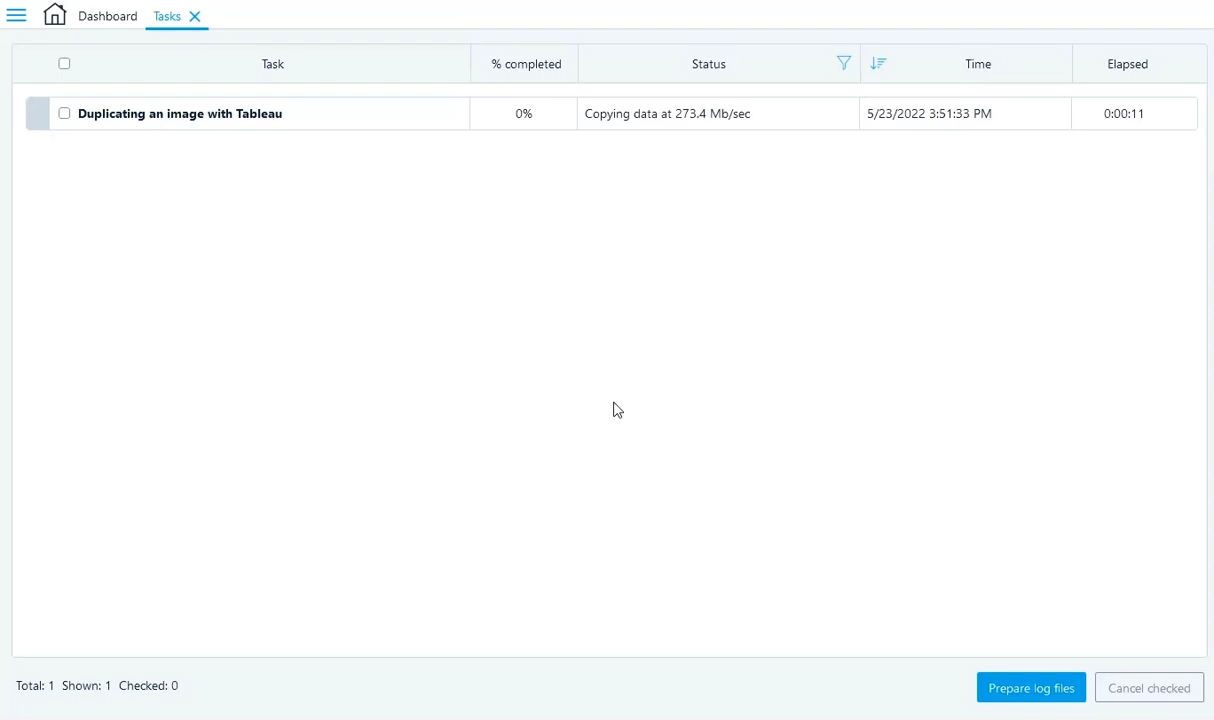 Dashboard Tasks
Task % completed Status Time Elapsed
Duplicating an image with Tableau 0% Copying data at 273.4 Mb/sec 5/23/2022 3:51:33 PM 0:00:11
Total: 1 Shown: 1 Checked: 0 Prepare log files Cancel checked